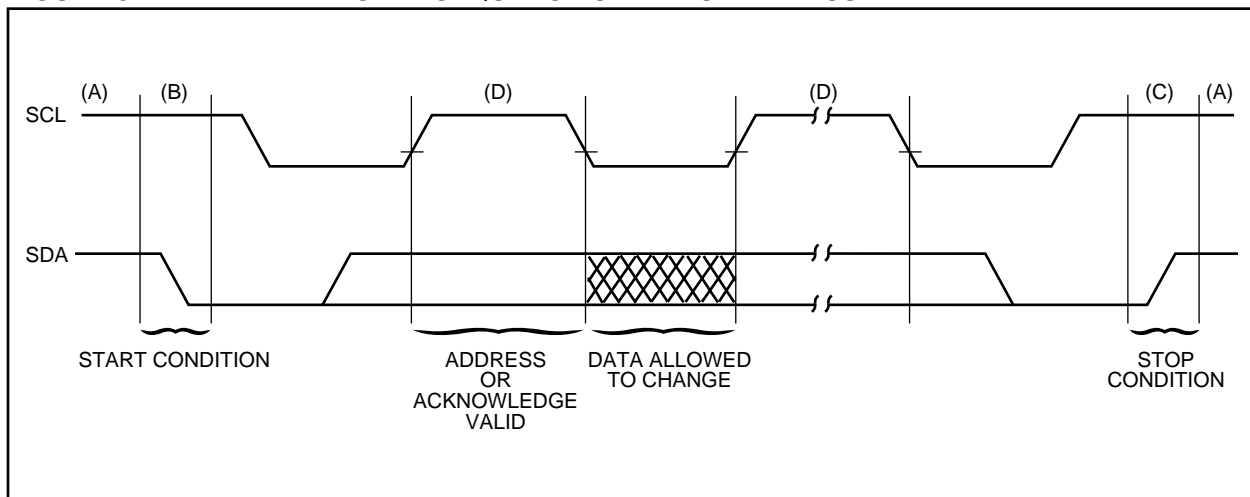 (A) (B) (D) (D) (C) (A)
SCL
SDA
START CONDITION
ADDRESS
OR
ACKNOWLEDGE
VALID
DATA ALLOWED
TO CHANGE
STOP
CONDITION